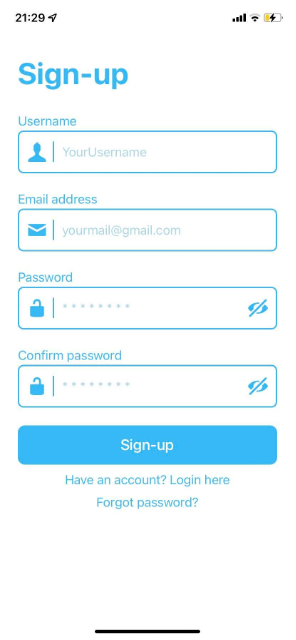 21:29
Sign-up
Username
YourUsername
Email address
yourmail@gmail.com
Password
Confirm password
Sign-up
Have an account? Login here
Forgot password?